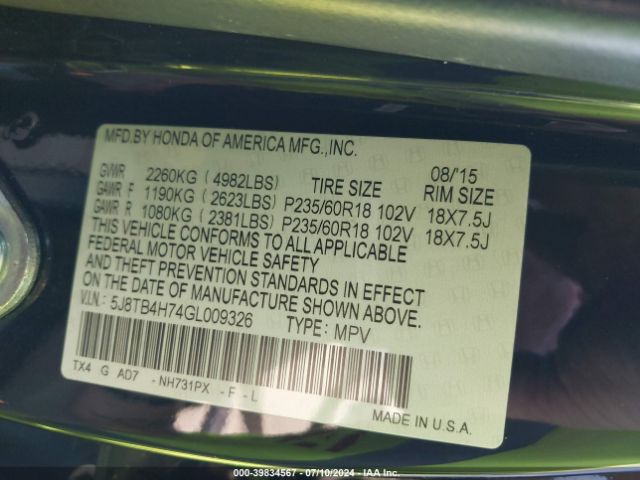 MFD.BY HONDA OF AMERICA MFG.,INC.
08/'15
GVWR 2260KG (4982LBS) TIRE SIZE RIM SIZE
GAWR F 1190KG (2623LBS) P235/60R18 102V 18X7.5J
GAWR R 1080KG (2381LBS) P235/60R18 102V 18X7.5J
THIS VEHICLE CONFORMS TO ALL APPLICABLE
FEDERAL MOTOR VEHICLE SAFETY
AND THEFT PREVENTION STANDARDS IN EFFECT
ON THE DATE OF MANUFACTURE SHOWN ABOVE.
V.I.N.: 5J8TB4H74GL009326 TYPE: MPV
TX4 G AD7 -NH731PX -F-L
MADE IN U.S.A.
000-39834567 - 07/10/2024 - IAA Inc.